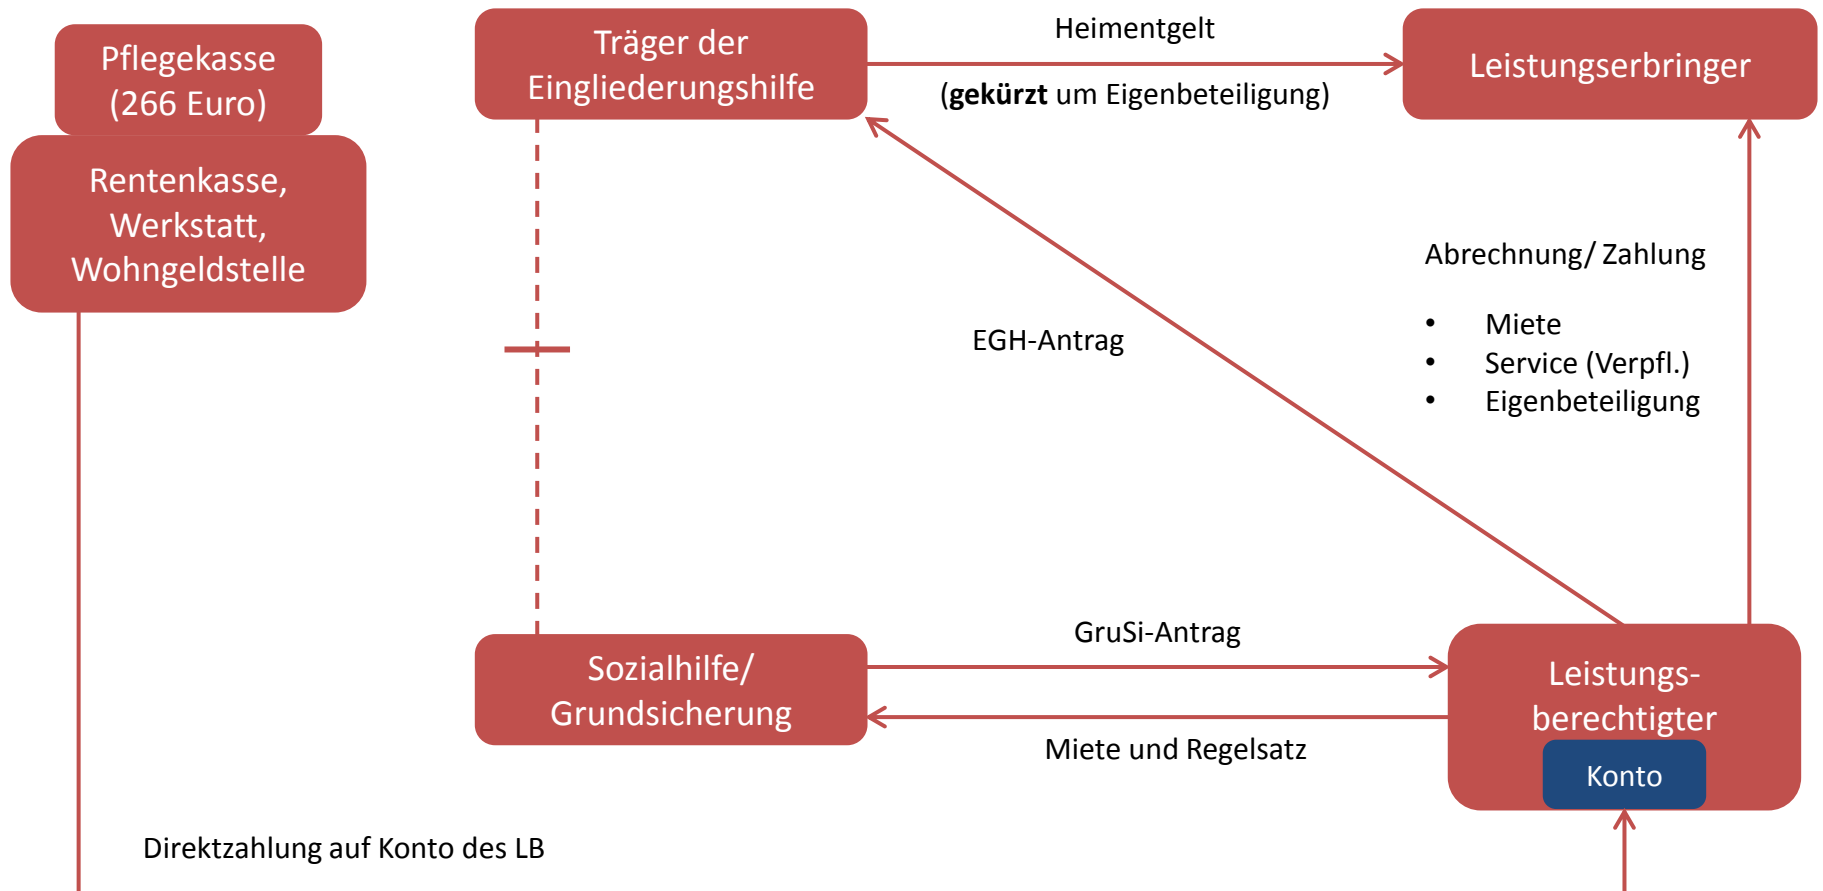 Pflegekasse
(266 Euro)
Rentenkasse,
Werkstatt,
Wohngeldstelle
Träger der
Eingliederungshilfe
Heimentgelt
(gekürzt um Eigenbeteiligung)
Leistungserbringer
EGH-Antrag
Abrechnung/ Zahlung
• Miete
• Service (Verpfl.)
• Eigenbeteiligung
Sozialhilfe/
Grundsicherung
GruSi-Antrag
Miete und Regelsatz
Leistungs-
berechtigter
Konto
Direktzahlung auf Konto des LB